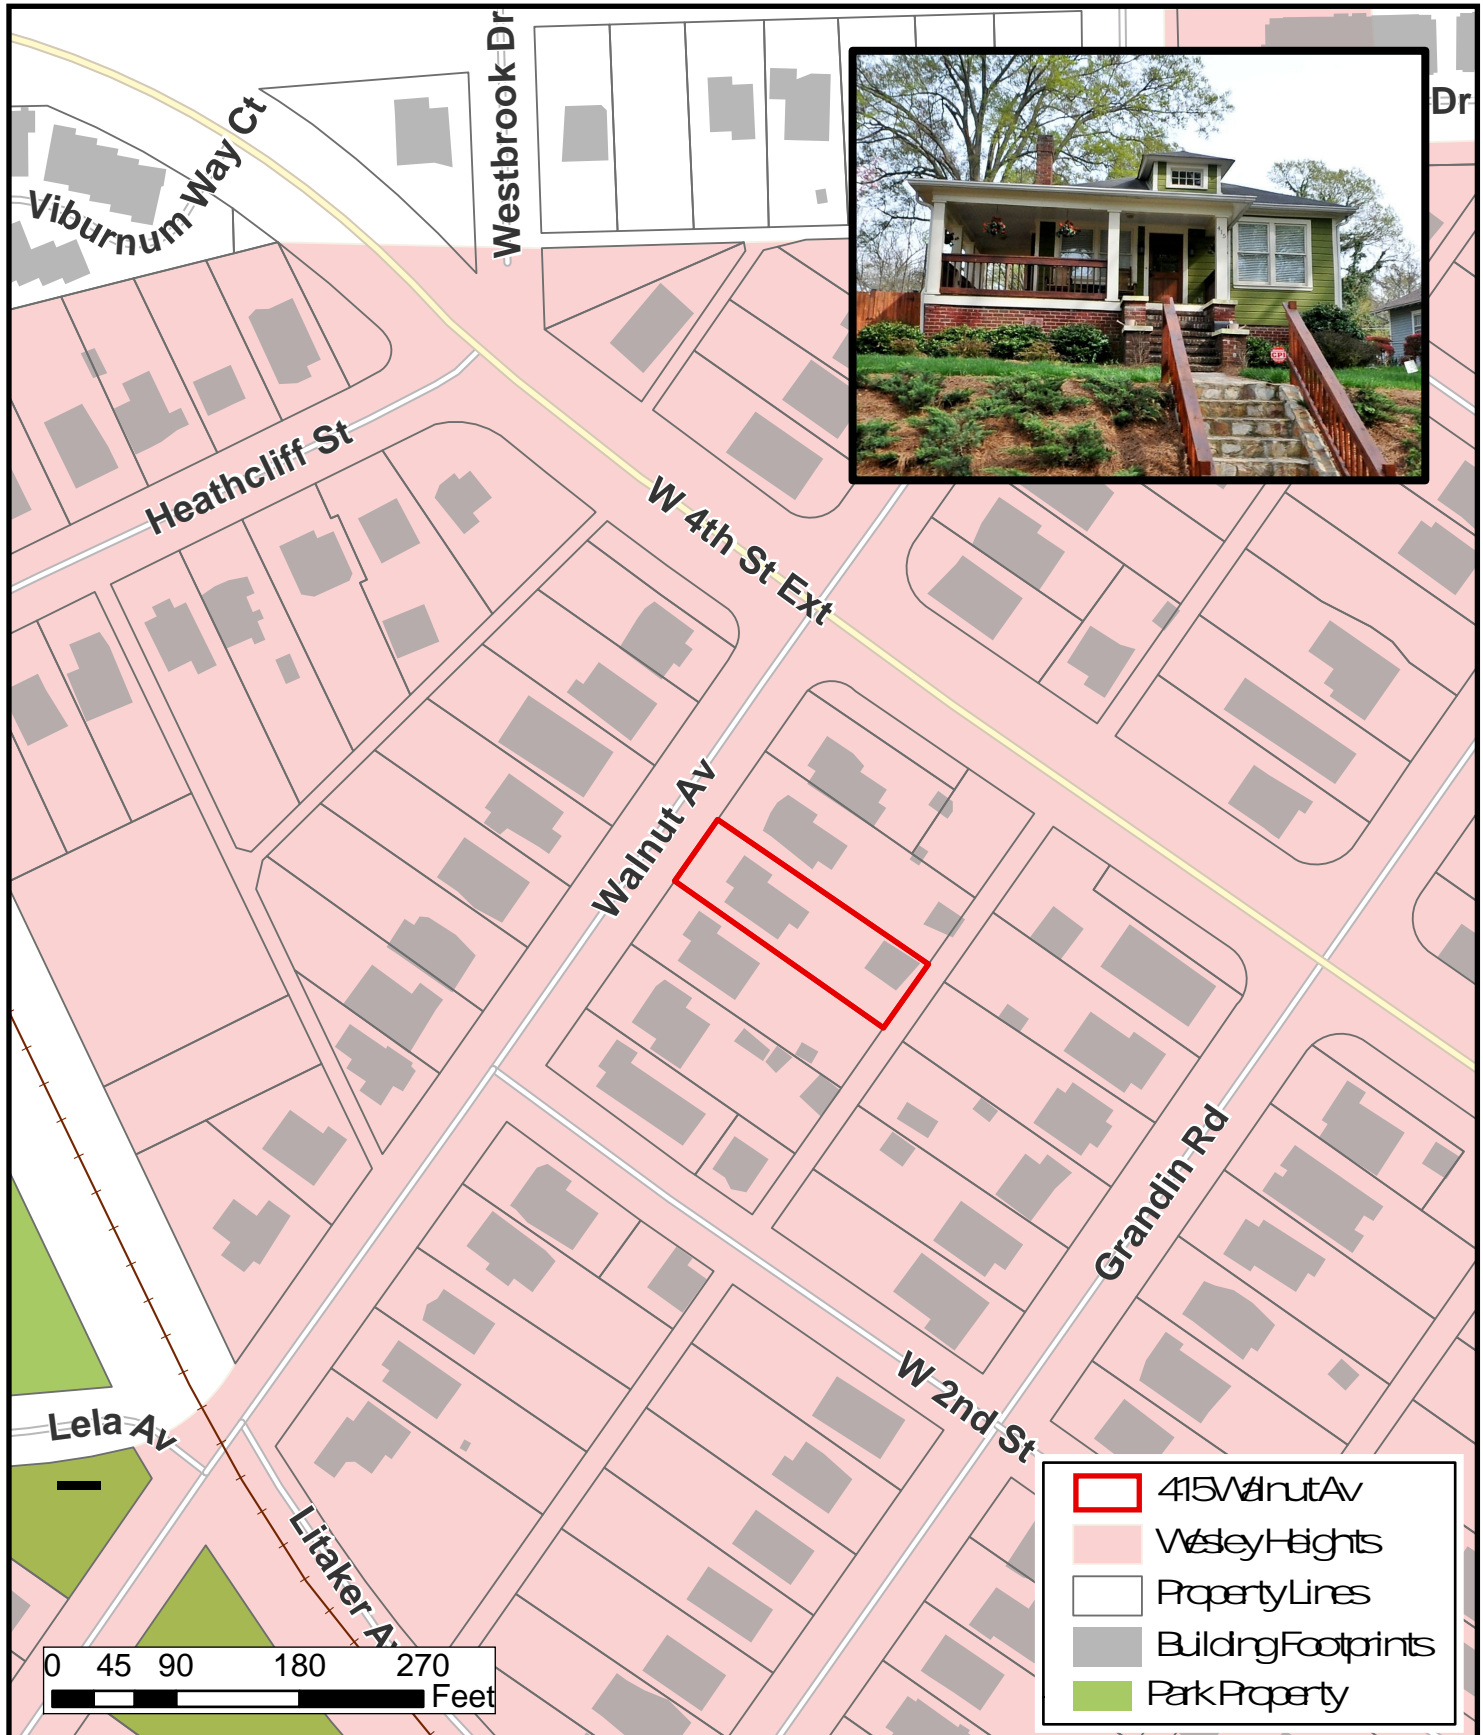 Westbrook Dr
Dr
Viburnum Way Ct
Heathcliff St
W 4th St Ext
Walnut Av
Grandin Rd
W 2nd St
Lela Av
Litaker Av
0 45 90 180 270
Feet
415 Walnut Av
Wesley Heights
Property Lines
Building Footprints
Park Property